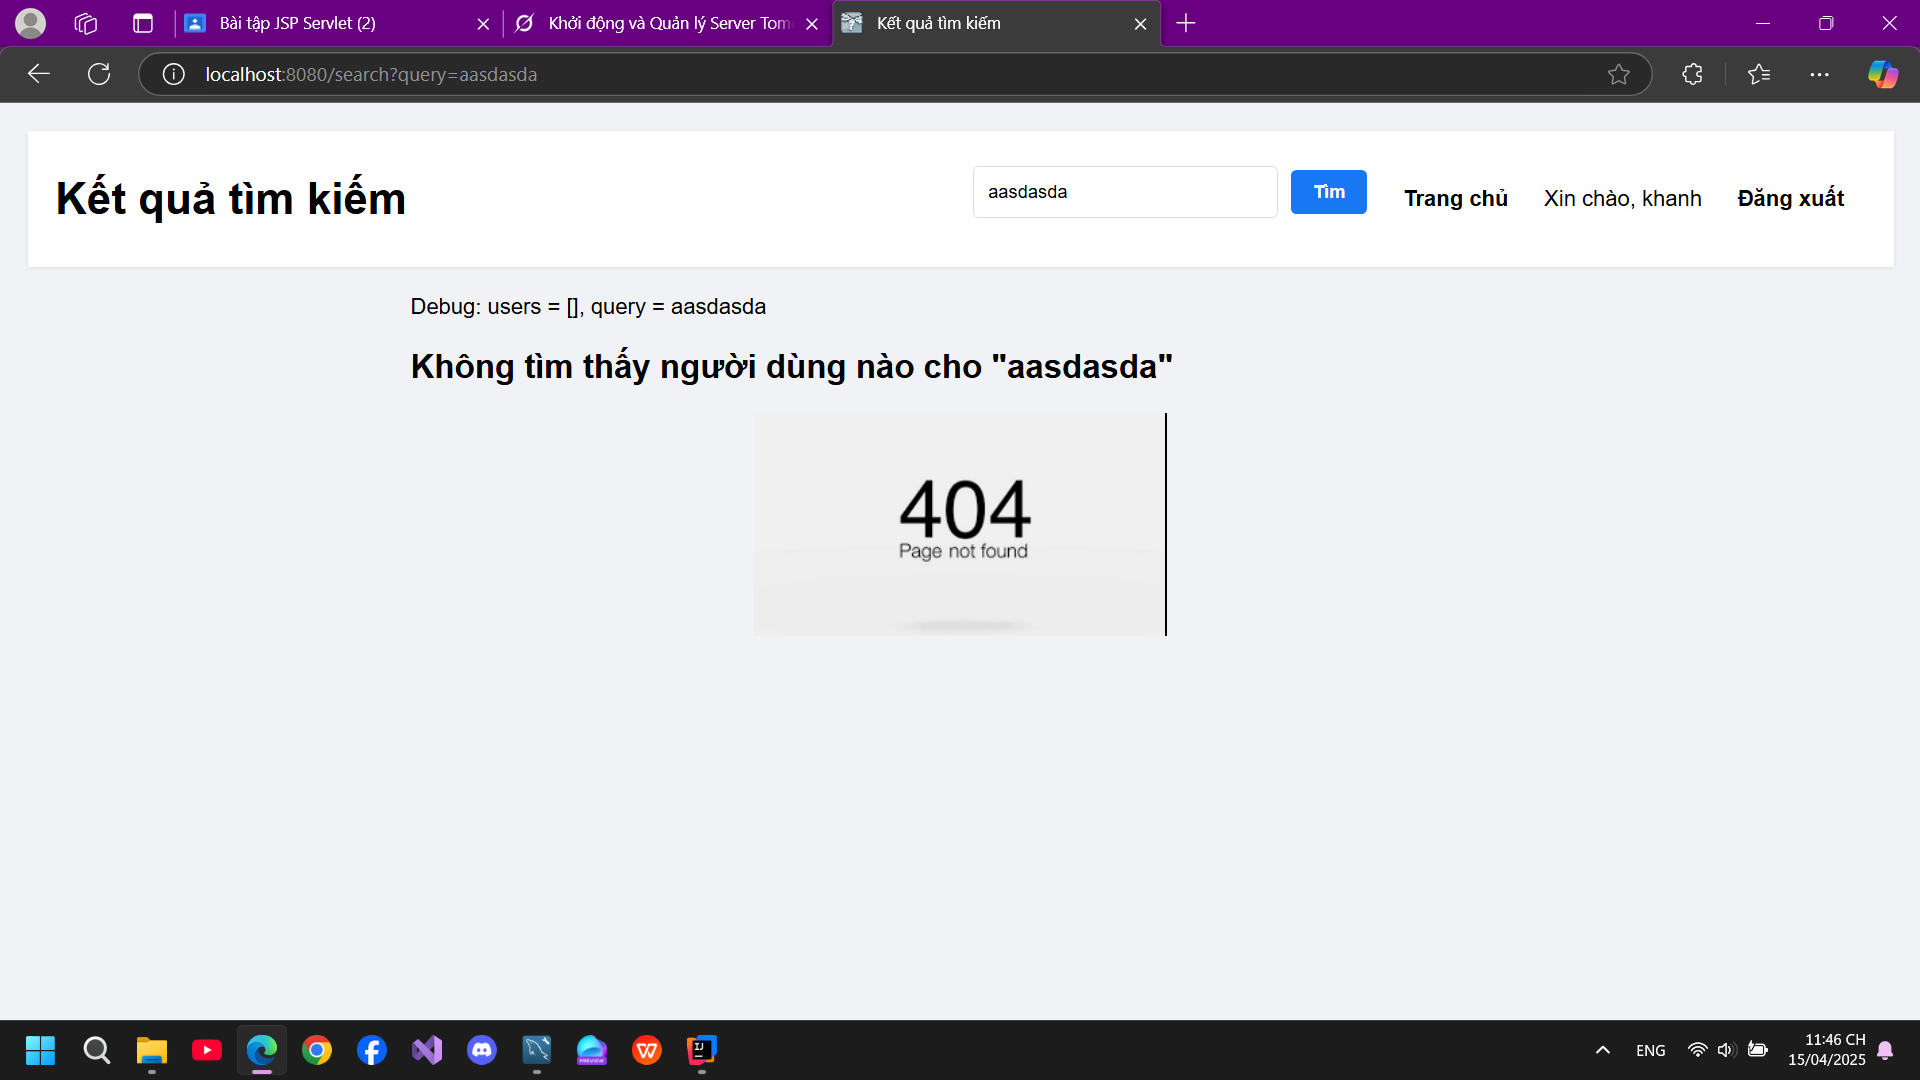 Bài tập JSP Servlet (2)
Khởi động và Quản lý Server Tom
Kết quả tìm kiếm
localhost:8080/search?query=aasdasda
Kết quả tìm kiếm
aasdasda
Tìm
Trang chủ
Xin chào, khanh
Đăng xuất
Debug: users = [], query = aasdasda
Không tìm thấy người dùng nào cho "aasdasda"
404
Page not found
PREVIEW
IJ
ENG
11:46 CH
15/04/2025